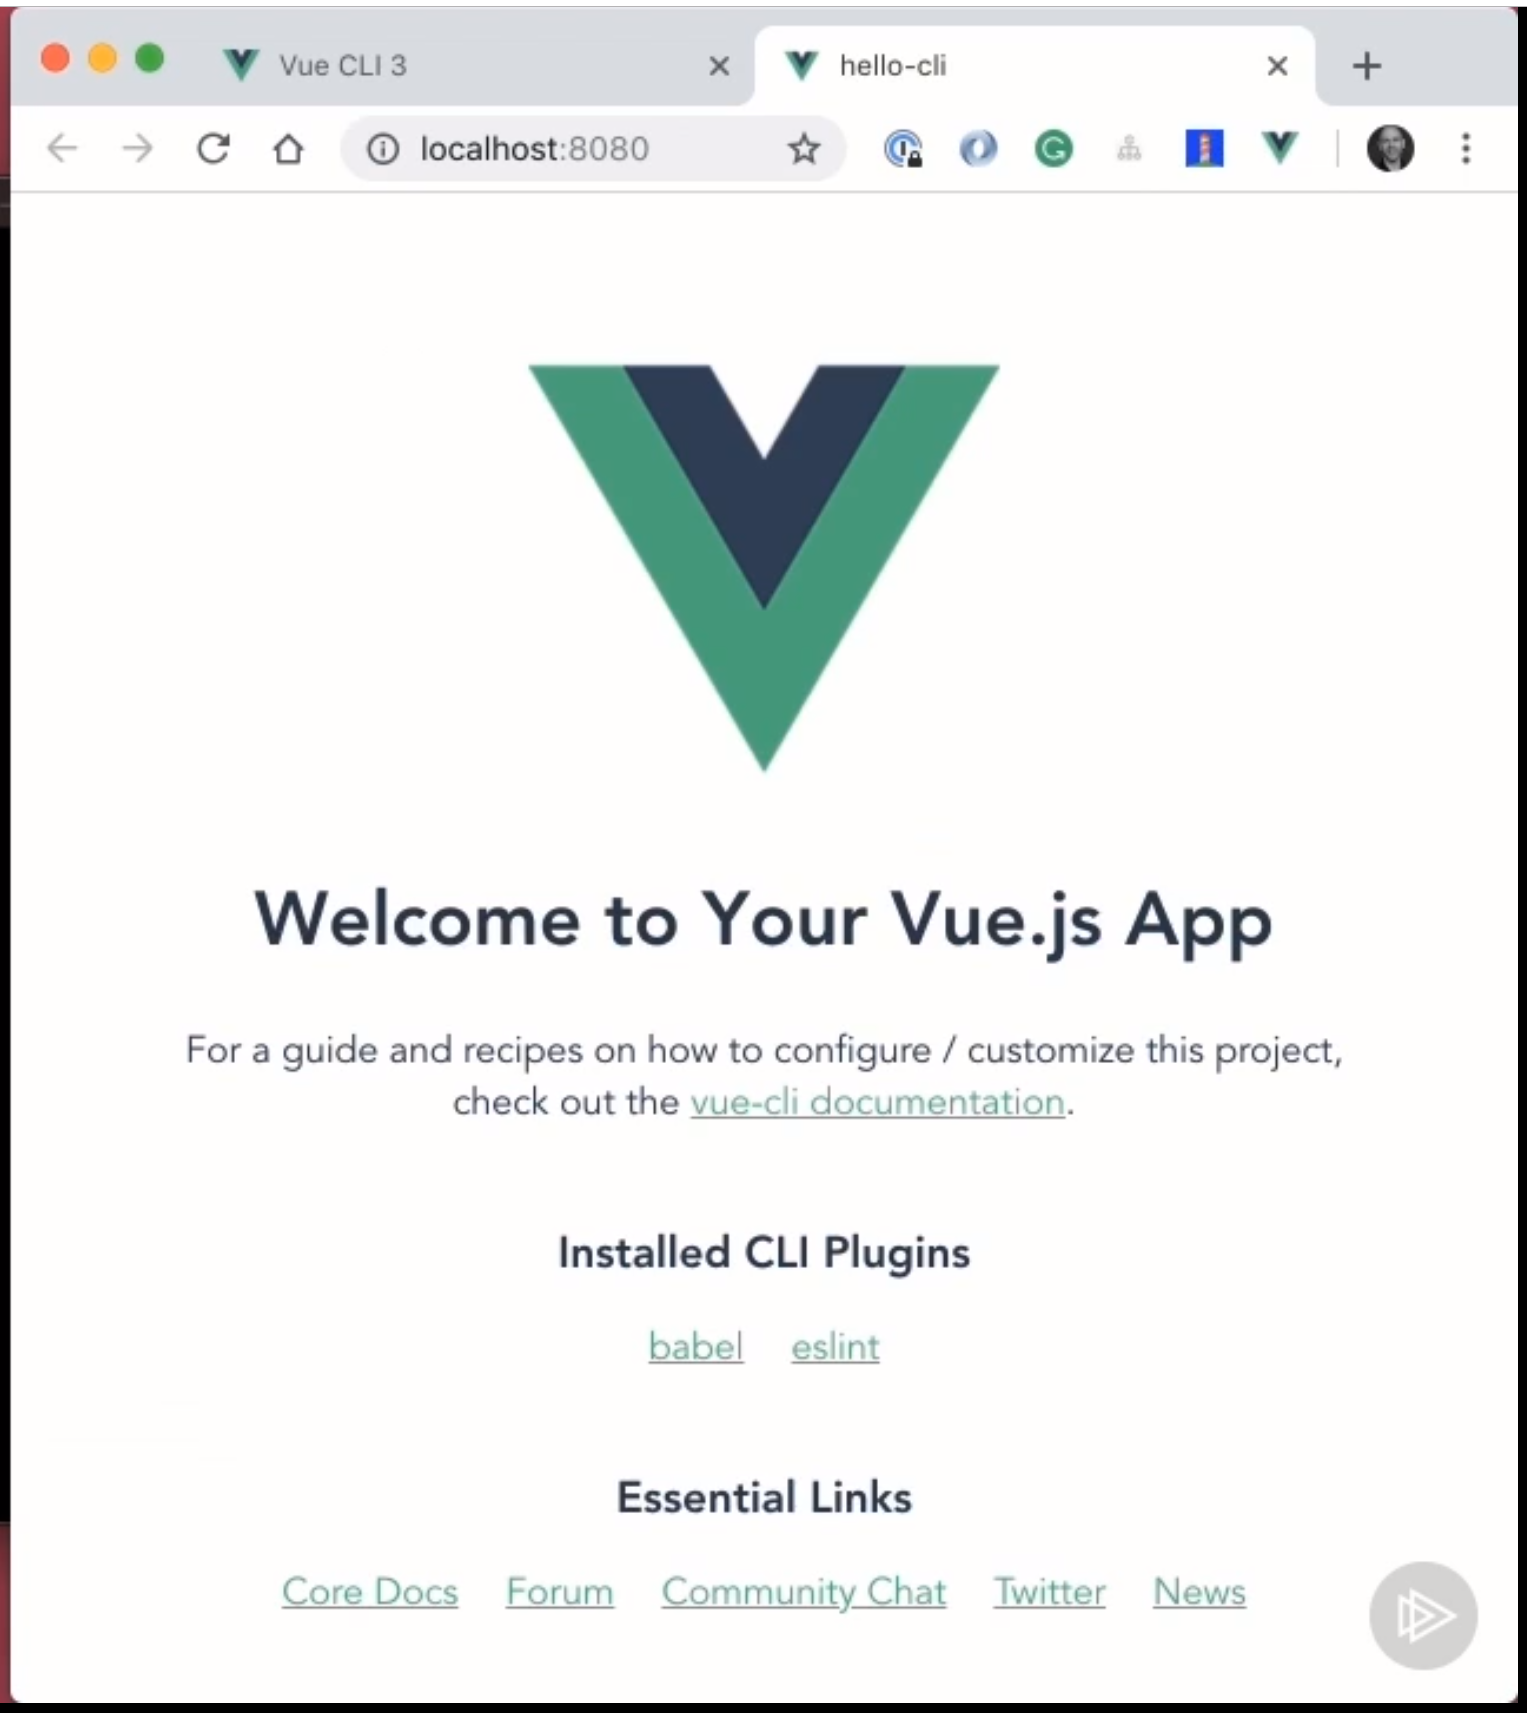 Vue CLI 3
hello-cli
localhost:8080
Welcome to Your Vue.js App
For a guide and recipes on how to configure / customize this project,
check out the vue-cli documentation.
Installed CLI Plugins
babel eslint
Essential Links
Core Docs Forum Community Chat Twitter News